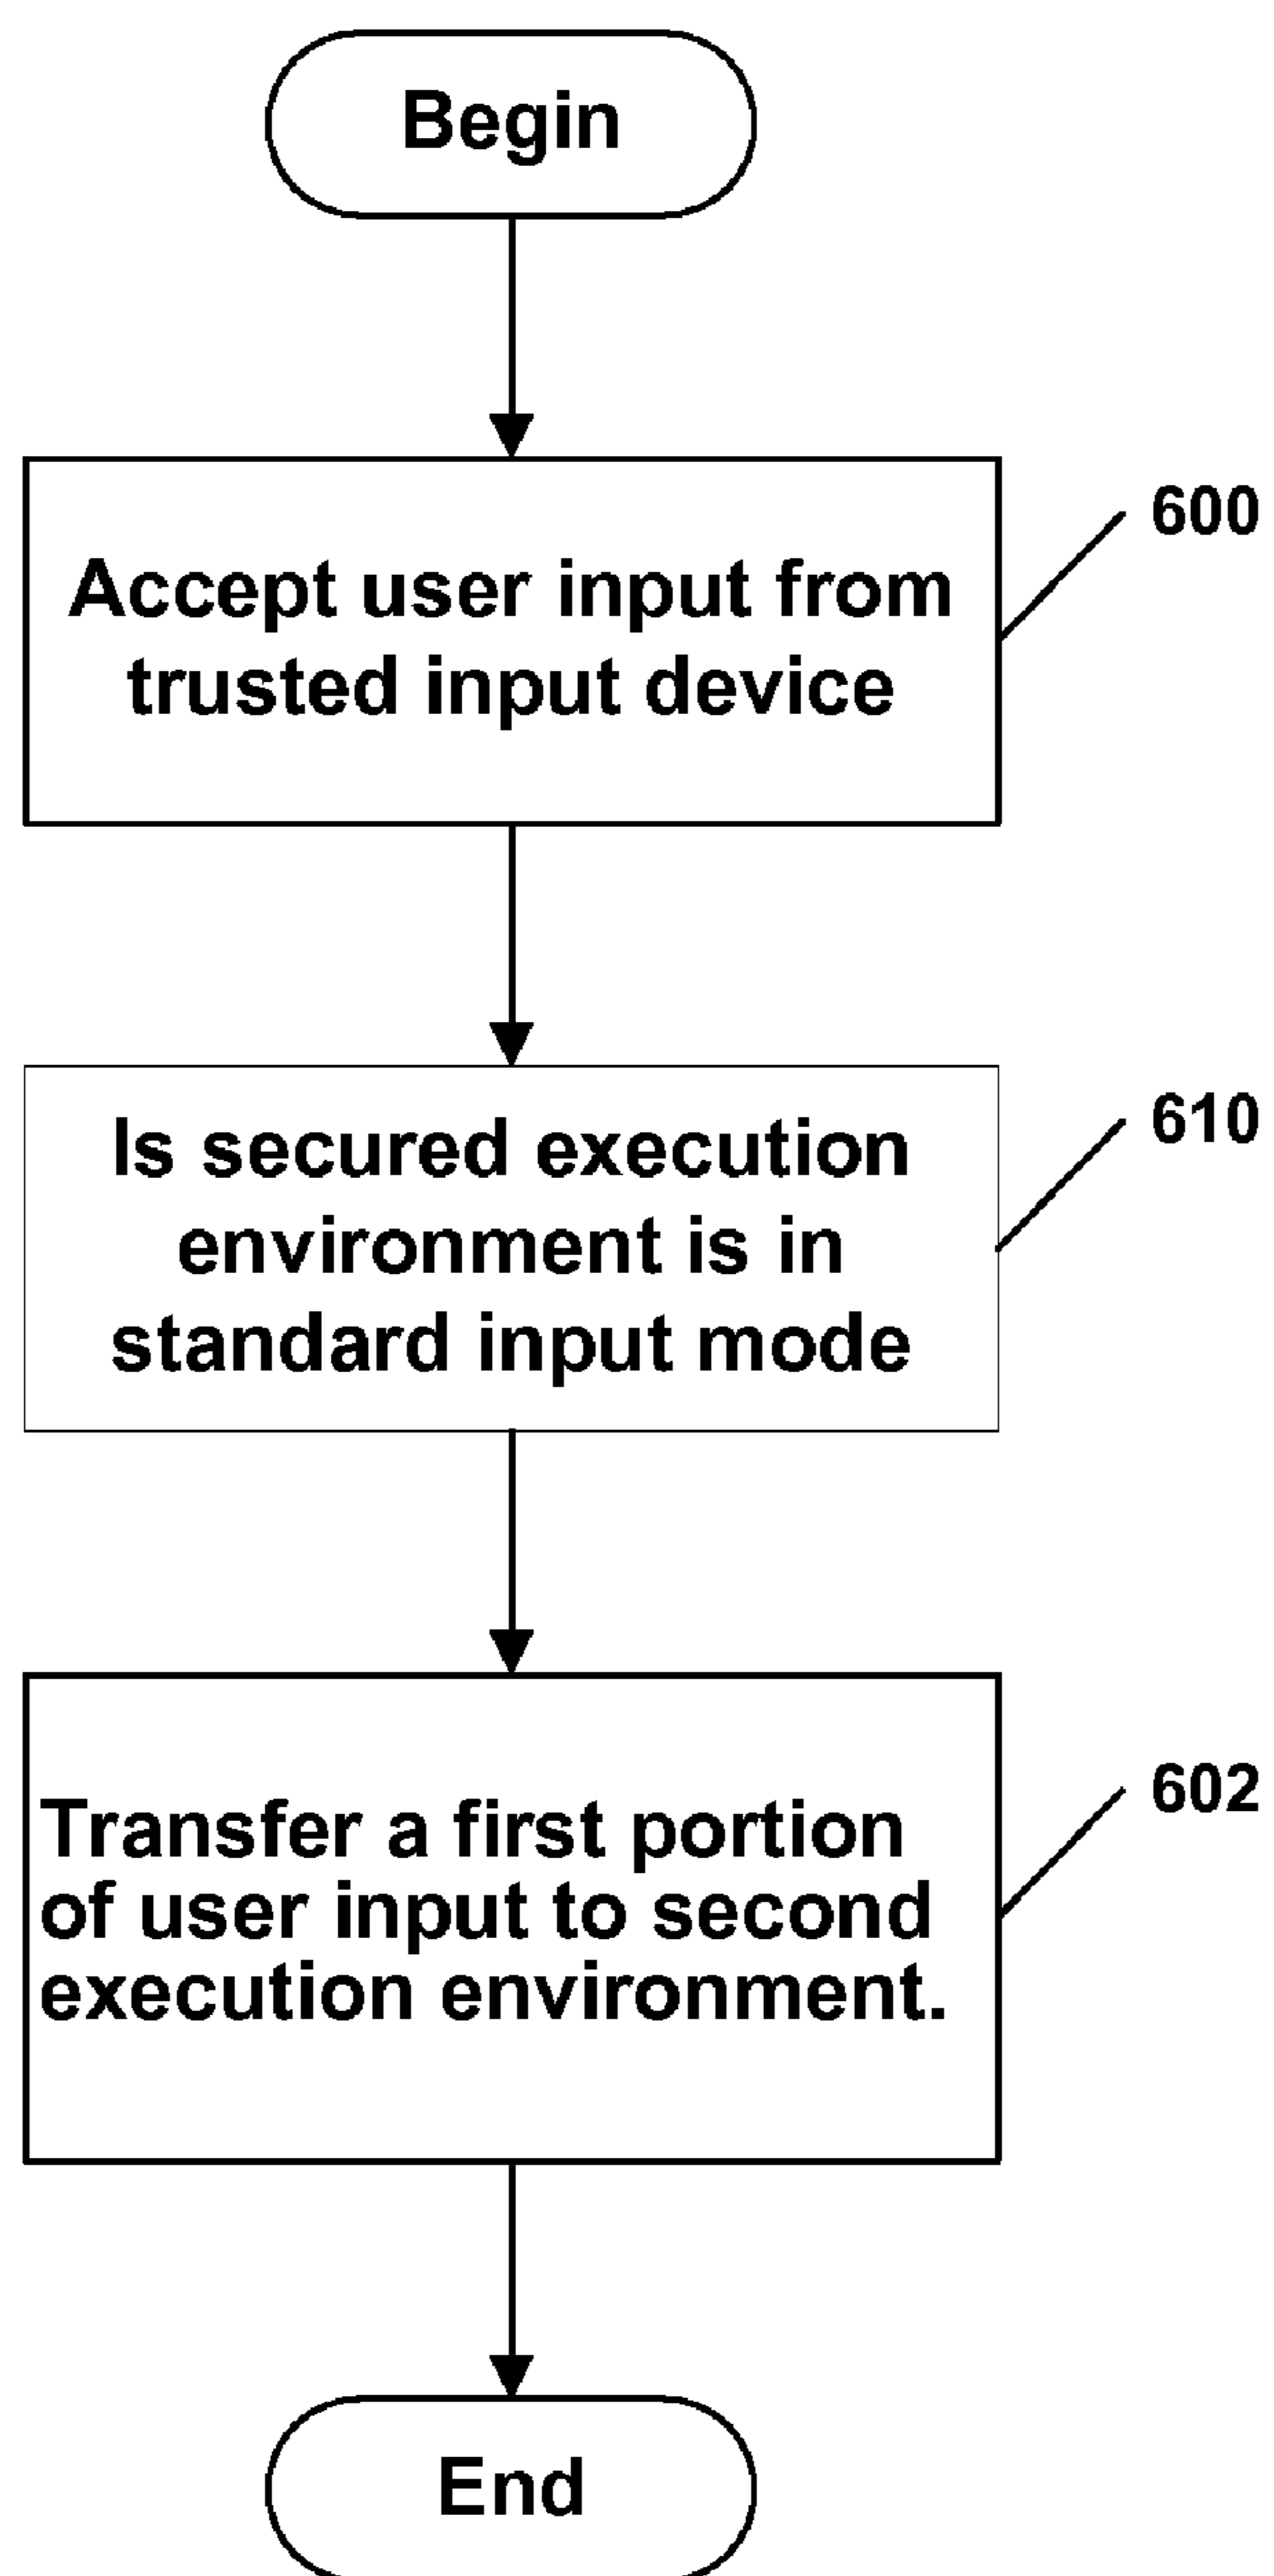 Begin
Accept user input from
trusted input device
600
Is secured execution
environment is in
standard input mode
610
Transfer a first portion
of user input to second
execution environment.
602
End